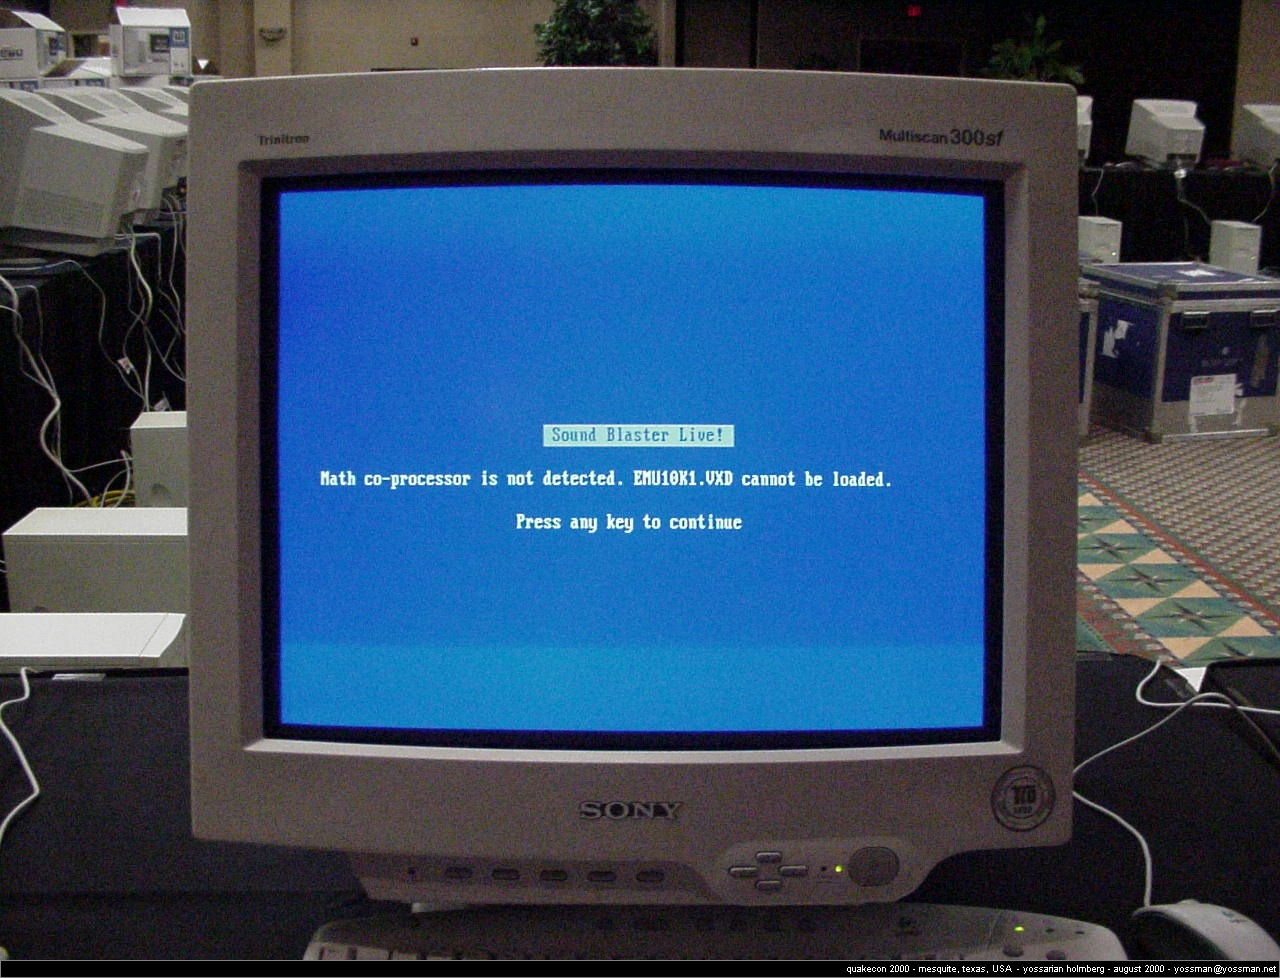 Trinitron
Multiscan 300sf
Sound Blaster Live!
Math co-processor is not detected. EMU10K1.VXD cannot be loaded.
Press any key to continue
SONY
quakecon 2000 - mesquite, texas, USA - yossarian holmberg - august 2000 - yossman@yossman.net